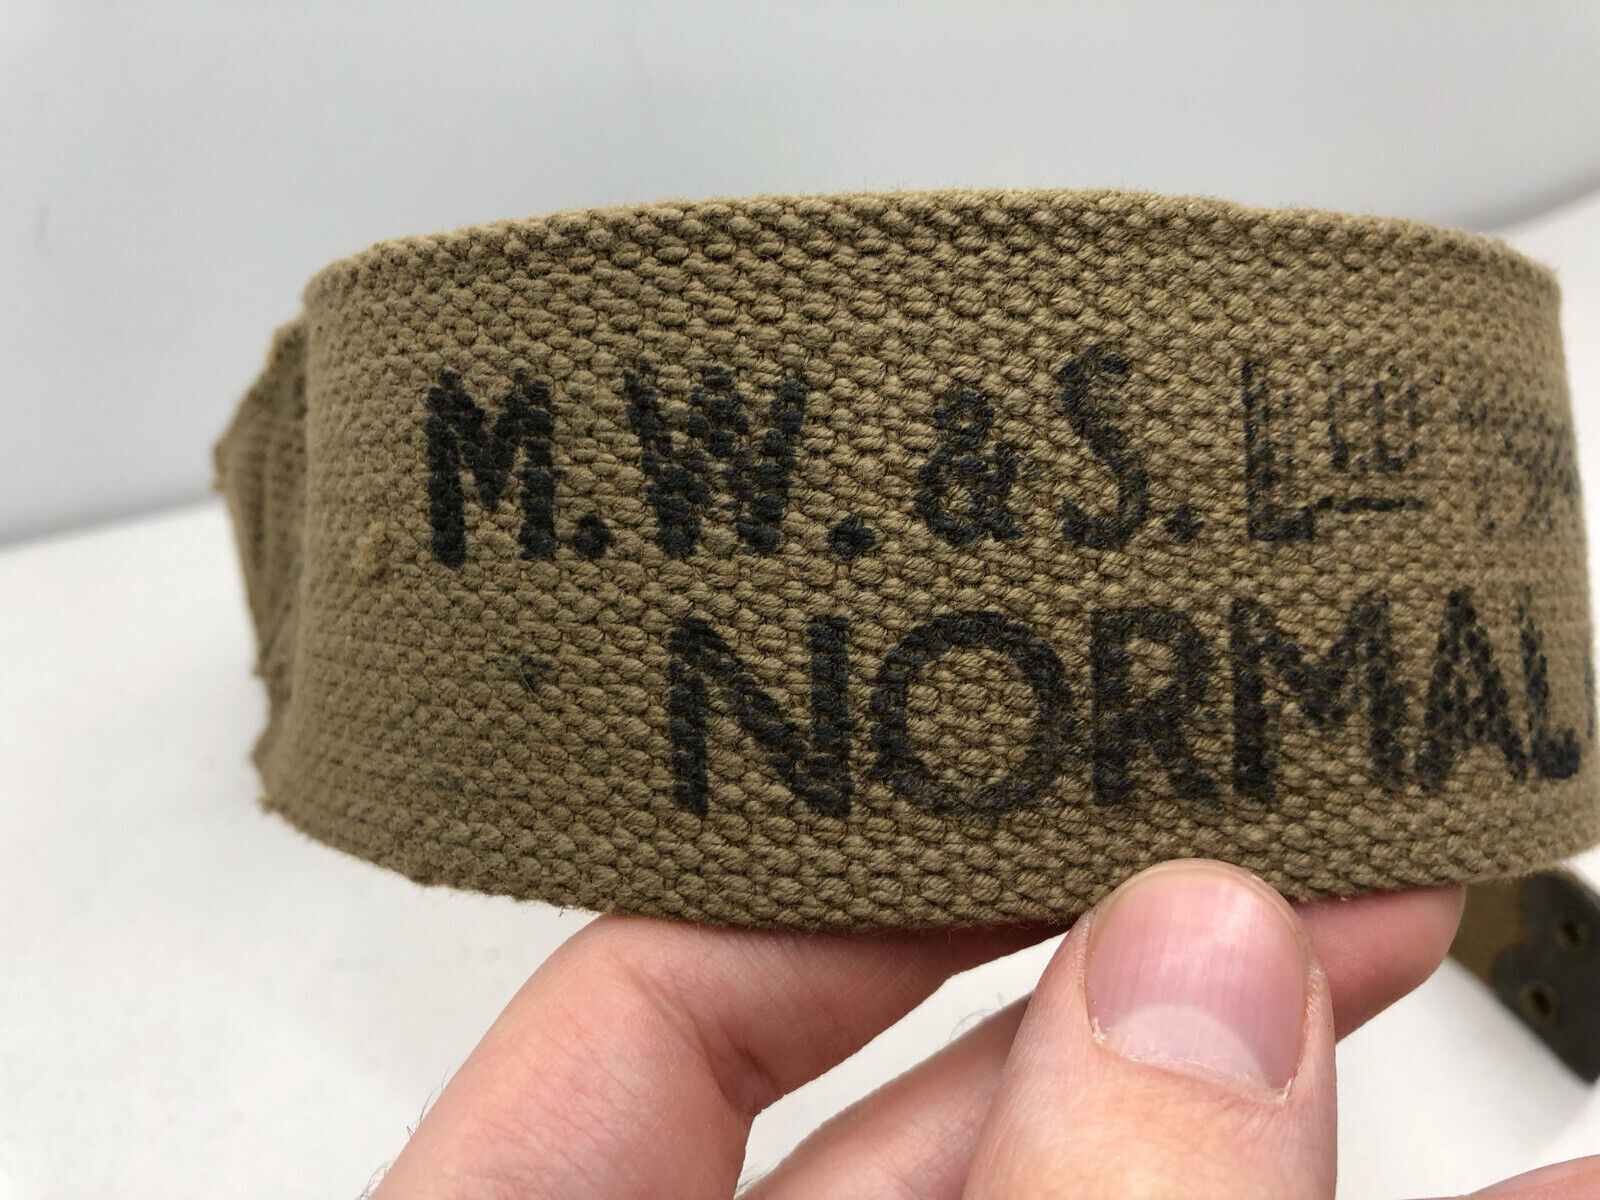 M.W. & S. Ltd
NORMAL